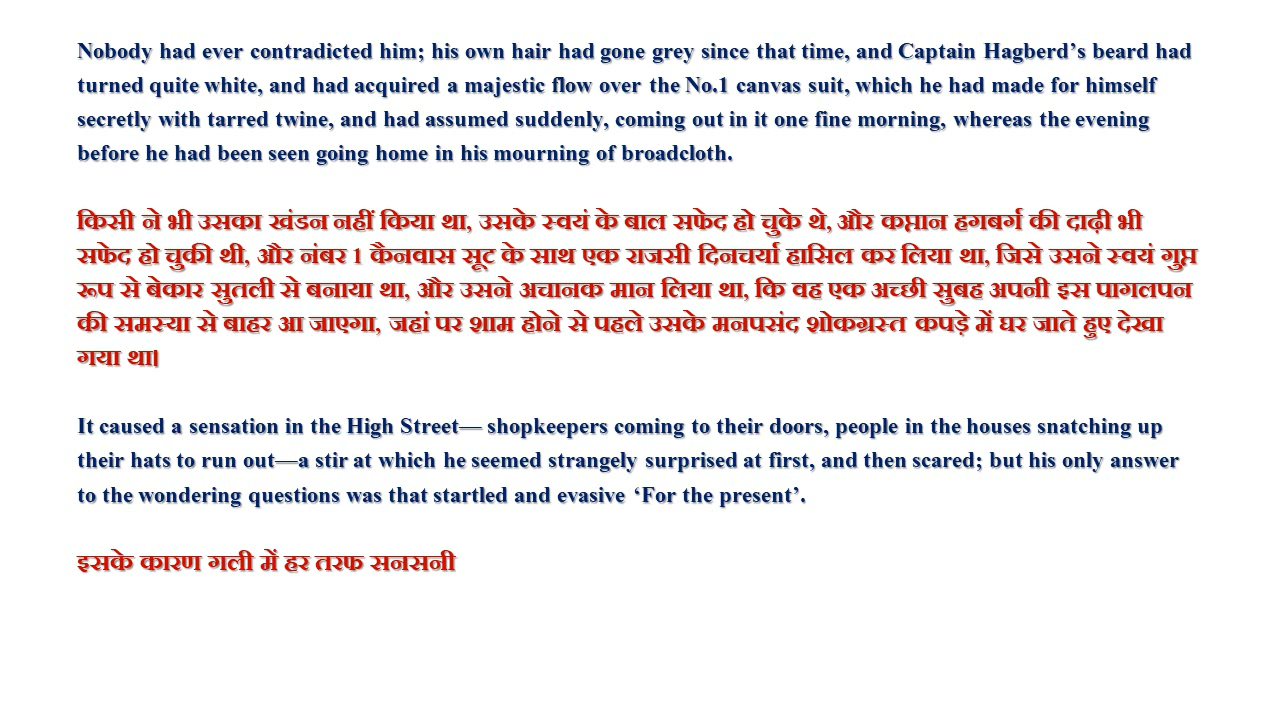 Nobody had ever contradicted him; his own hair had gone grey since that time, and Captain Hagberd’s beard had
turned quite white, and had acquired a majestic flow over the No.1 canvas suit, which he had made for himself
secretly with tarred twine, and had assumed suddenly, coming out in it one fine morning, whereas the evening
before he had been seen going home in his mourning of broadcloth.
किसी ने भी उसका खंडन नहीं किया था, उसके स्वयं के बाल सफेद हो चुके थे, और कप्तान हगबर्ग की दाढ़ी भी
सफेद हो चुकी थी, और नंबर 1 कैनवास सूट के साथ एक राजसी दिनचर्या हासिल कर लिया था, जिसे उसने स्वयं गुप्त
रूप से बेकार सुतली से बनाया था, और उसने अचानक मान लिया था, कि वह एक अच्छी सुबह अपनी इस पागलपन
की समस्या से बाहर आ जाएगा, जहां पर शाम होने से पहले उसके मनपसंद शोकग्रस्त कपड़े में घर जाते हुए देखा
गया था।
It caused a sensation in the High Street— shopkeepers coming to their doors, people in the houses snatching up
their hats to run out—a stir at which he seemed strangely surprised at first, and then scared; but his only answer
to the wondering questions was that startled and evasive ‘For the present’.
इसके कारण गली में हर तरफ सनसनी